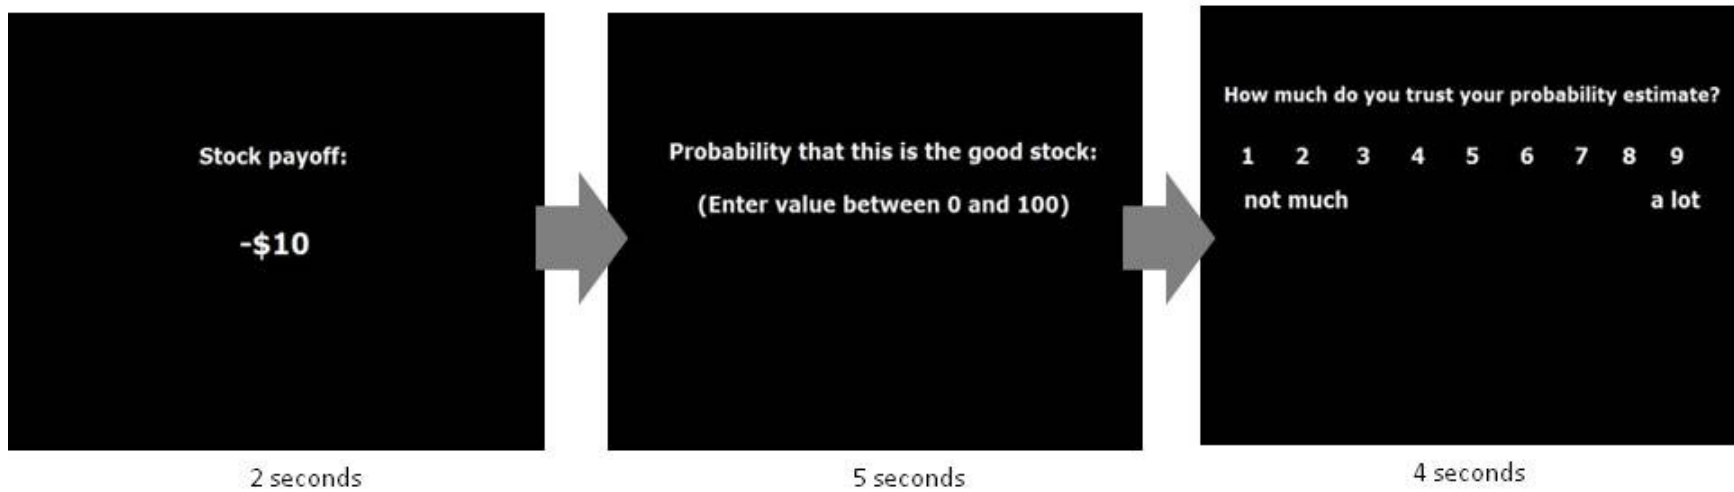 Stock payoff:
-$10
2 seconds
Probability that this is the good stock:
(Enter value between 0 and 100)
5 seconds
How much do you trust your probability estimate?
1 2 3 4 5 6 7 8 9
not much a lot
4 seconds